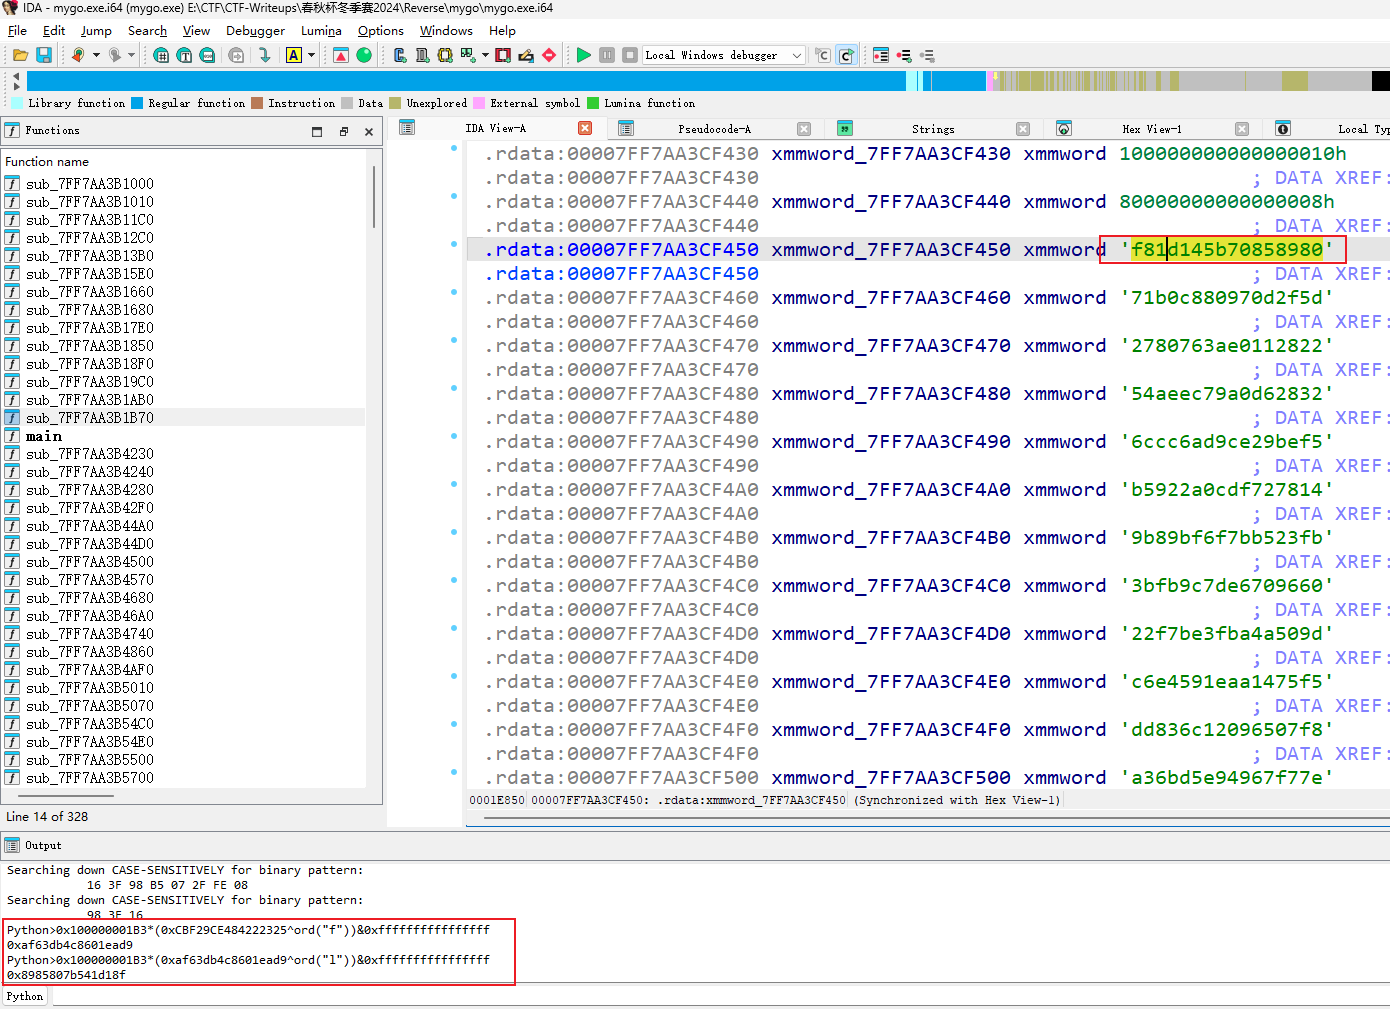 IDA - mygo.exe.i64 (mygo.exe) E:\CTF\CTF-Writeups\春秋杯冬季赛2024\Reverse\mygo\mygo.exe.i64
File Edit Jump Search View Debugger Lumina Options Windows Help
Local Windows debugger
Library function Regular function Instruction Data Unexplored External symbol Lumina function
Functions
IDA View-A Pseudocode-A Strings Hex View-1 Local Typ
Function name
sub_7FF7AA3B1000
sub_7FF7AA3B1010
sub_7FF7AA3B11C0
sub_7FF7AA3B12C0
sub_7FF7AA3B13B0
sub_7FF7AA3B15E0
sub_7FF7AA3B1660
sub_7FF7AA3B1680
sub_7FF7AA3B17E0
sub_7FF7AA3B1850
sub_7FF7AA3B18F0
sub_7FF7AA3B19C0
sub_7FF7AA3B1AB0
sub_7FF7AA3B1B70
main
sub_7FF7AA3B4230
sub_7FF7AA3B4240
sub_7FF7AA3B4280
sub_7FF7AA3B42F0
sub_7FF7AA3B44A0
sub_7FF7AA3B44D0
sub_7FF7AA3B4500
sub_7FF7AA3B4570
sub_7FF7AA3B4680
sub_7FF7AA3B46A0
sub_7FF7AA3B4740
sub_7FF7AA3B4860
sub_7FF7AA3B4AF0
sub_7FF7AA3B5010
sub_7FF7AA3B5070
sub_7FF7AA3B54C0
sub_7FF7AA3B54E0
sub_7FF7AA3B5500
sub_7FF7AA3B5700
Line 14 of 328
.rdata:00007FF7AA3CF430 xmmword_7FF7AA3CF430 xmmword 100000000000000010h
.rdata:00007FF7AA3CF430 ; DATA XREF:
.rdata:00007FF7AA3CF440 xmmword_7FF7AA3CF440 xmmword 80000000000000008h
.rdata:00007FF7AA3CF440 ; DATA XREF:
.rdata:00007FF7AA3CF450 xmmword_7FF7AA3CF450 xmmword 'f81d145b70858980'
.rdata:00007FF7AA3CF450 ; DATA XREF:
.rdata:00007FF7AA3CF460 xmmword_7FF7AA3CF460 xmmword '71b0c880970d2f5d'
.rdata:00007FF7AA3CF460 ; DATA XREF:
.rdata:00007FF7AA3CF470 xmmword_7FF7AA3CF470 xmmword '2780763ae0112822'
.rdata:00007FF7AA3CF470 ; DATA XREF:
.rdata:00007FF7AA3CF480 xmmword_7FF7AA3CF480 xmmword '54aeec79a0d62832'
.rdata:00007FF7AA3CF480 ; DATA XREF:
.rdata:00007FF7AA3CF490 xmmword_7FF7AA3CF490 xmmword '6ccc6ad9ce29bef5'
.rdata:00007FF7AA3CF490 ; DATA XREF:
.rdata:00007FF7AA3CF4A0 xmmword_7FF7AA3CF4A0 xmmword 'b5922a0cdf727814'
.rdata:00007FF7AA3CF4A0 ; DATA XREF:
.rdata:00007FF7AA3CF4B0 xmmword_7FF7AA3CF4B0 xmmword '9b89bf6f7bb523fb'
.rdata:00007FF7AA3CF4B0 ; DATA XREF:
.rdata:00007FF7AA3CF4C0 xmmword_7FF7AA3CF4C0 xmmword '3bfb9c7de6709660'
.rdata:00007FF7AA3CF4C0 ; DATA XREF:
.rdata:00007FF7AA3CF4D0 xmmword_7FF7AA3CF4D0 xmmword '22f7be3fba4a509d'
.rdata:00007FF7AA3CF4D0 ; DATA XREF:
.rdata:00007FF7AA3CF4E0 xmmword_7FF7AA3CF4E0 xmmword 'c6e4591eaa1475f5'
.rdata:00007FF7AA3CF4E0 ; DATA XREF:
.rdata:00007FF7AA3CF4F0 xmmword_7FF7AA3CF4F0 xmmword 'dd836c12096507f8'
.rdata:00007FF7AA3CF4F0 ; DATA XREF:
.rdata:00007FF7AA3CF500 xmmword_7FF7AA3CF500 xmmword 'a36bd5e94967f77e'
0001E850 00007FF7AA3CF450: .rdata:xmmword_7FF7AA3CF450 (Synchronized with Hex View-1)
Output
Searching down CASE-SENSITIVELY for binary pattern:
16 3F 98 B5 07 2F FE 08
Searching down CASE-SENSITIVELY for binary pattern:
98 3F 16
Python>0x100000001B3*(0xCBF29CE484222325^ord("f"))&0xffffffffffffffff
0xaf63db4c8601ead9
Python>0x100000001B3*(0xaf63db4c8601ead9^ord("l"))&0xffffffffffffffff
0x8985807b541d18f
Python